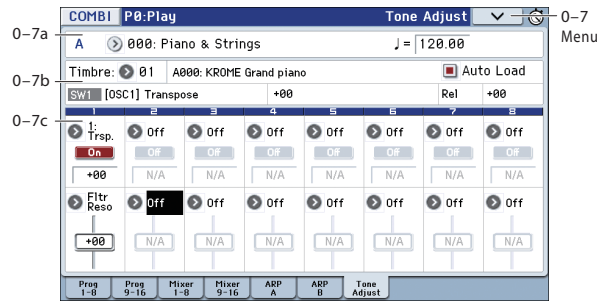 COMBI P0:Play Tone Adjust
0–7
Menu
0–7a
A 000: Piano & Strings ♩= 120.00
Timbre: 01 A000: KROME Grand piano Auto Load
0–7b
SW1 [OSC1] Transpose +00 Rel +00
1 2 3 4 5 6 7 8
0–7c
1: Trsp. Off Off Off Off Off Off Off
On Off Off Off Off Off Off Off
+00 N/A N/A N/A N/A N/A N/A N/A
Fltr Reso Off Off Off Off Off Off Off
+00 N/A N/A N/A N/A N/A N/A N/A
Prog 1-8 Prog 9-16 Mixer 1-8 Mixer 9-16 ARP A ARP B Tone Adjust